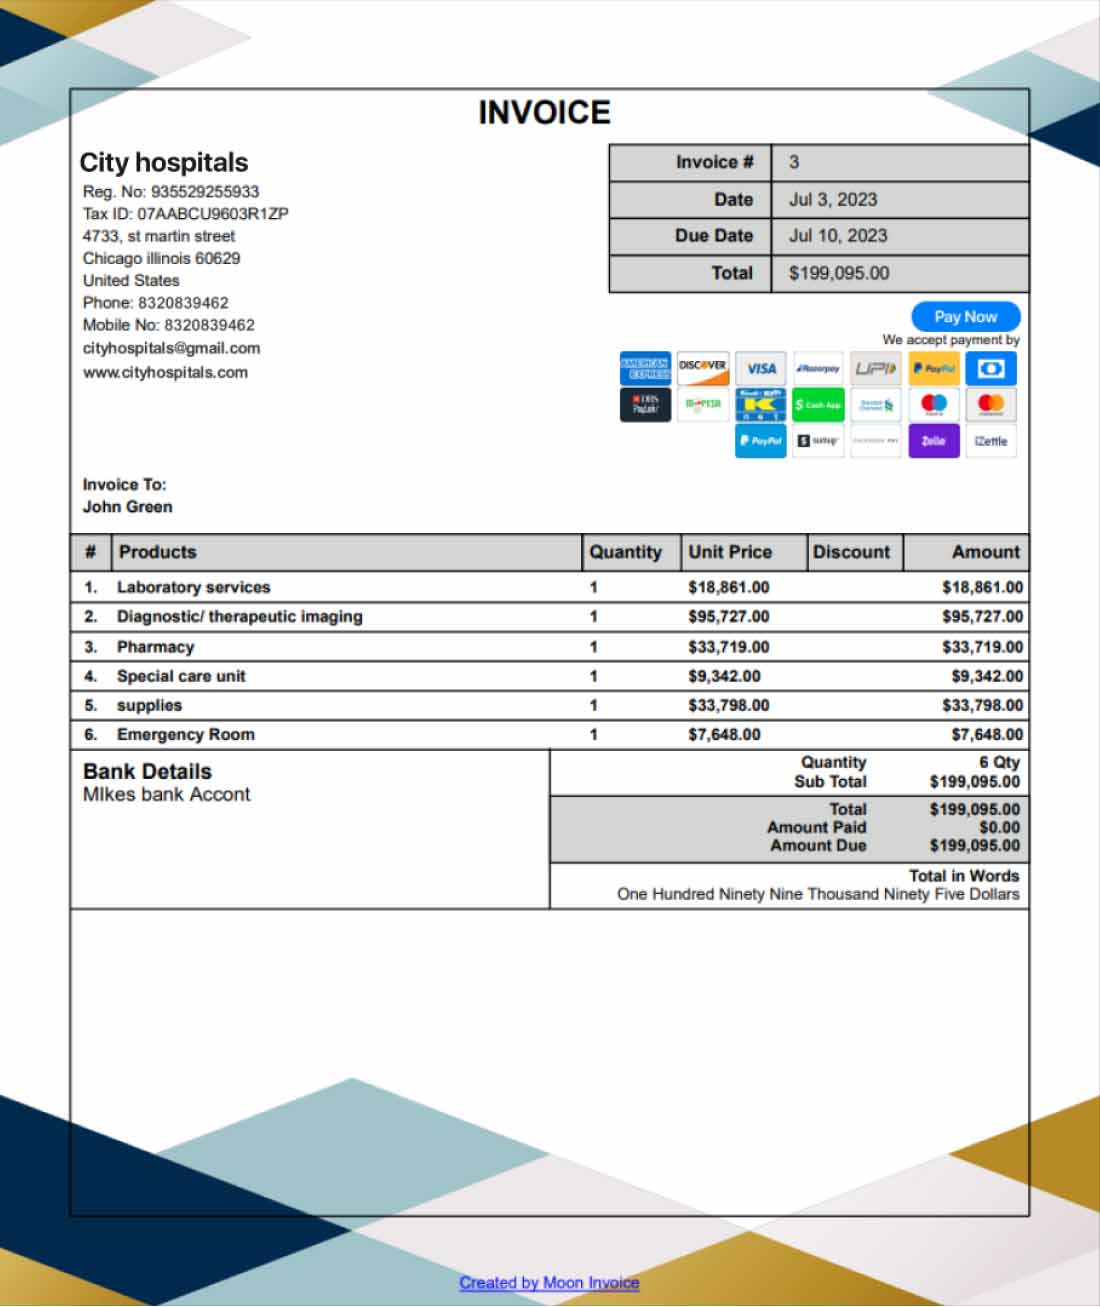 INVOICE
City hospitals
Reg. No: 935529255933
Tax ID: 07AABCU9603R1ZP
4733, st martin street
Chicago illinois 60629
United States
Phone: 8320839462
Mobile No: 8320839462
cityhospitals@gmail.com
www.cityhospitals.com
Invoice # 3
Date Jul 3, 2023
Due Date Jul 10, 2023
Total $199,095.00
Pay Now
We accept payment by
AMERICAN EXPRESS DISCOVER VISA Razorpay UPI PayPal
DBS PayLah! K net Cash App Standard Chartered
PayPal sumup Zelle iZettle
Invoice To:
John Green
# Products Quantity Unit Price Discount Amount
1. Laboratory services 1 $18,861.00 $18,861.00
2. Diagnostic/ therapeutic imaging 1 $95,727.00 $95,727.00
3. Pharmacy 1 $33,719.00 $33,719.00
4. Special care unit 1 $9,342.00 $9,342.00
5. supplies 1 $33,798.00 $33,798.00
6. Emergency Room 1 $7,648.00 $7,648.00
Bank Details
MIkes bank Accont
Quantity 6 Qty
Sub Total $199,095.00
Total $199,095.00
Amount Paid $0.00
Amount Due $199,095.00
Total in Words
One Hundred Ninety Nine Thousand Ninety Five Dollars
Created by Moon Invoice